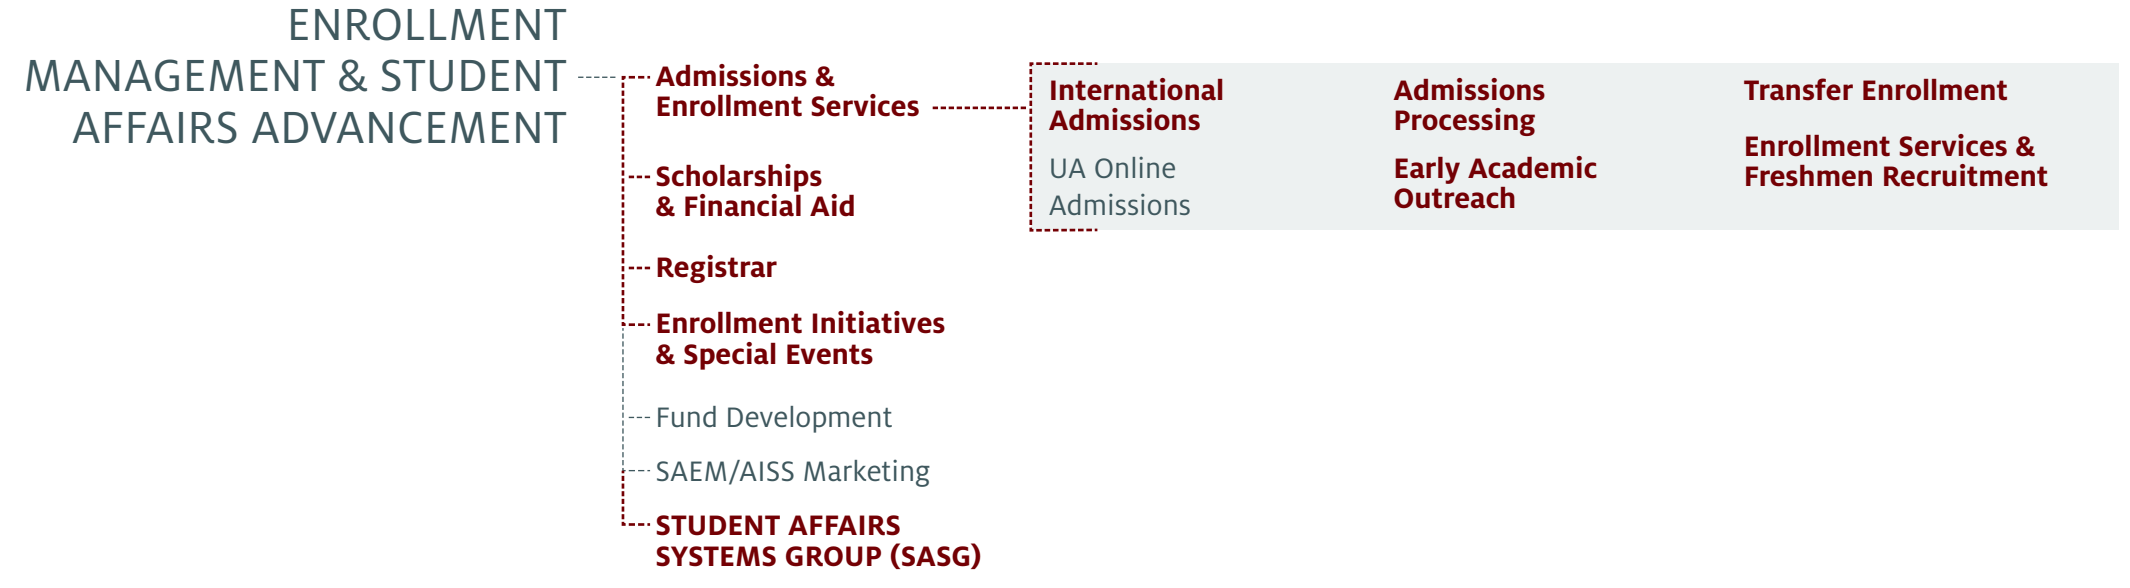 ENROLLMENT
MANAGEMENT & STUDENT
AFFAIRS ADVANCEMENT
Admissions &
Enrollment Services
Scholarships
& Financial Aid
Registrar
Enrollment Initiatives
& Special Events
Fund Development
SAEM/AISS Marketing
STUDENT AFFAIRS
SYSTEMS GROUP (SASG)
International
Admissions
UA Online
Admissions
Admissions
Processing
Early Academic
Outreach
Transfer Enrollment
Enrollment Services &
Freshmen Recruitment